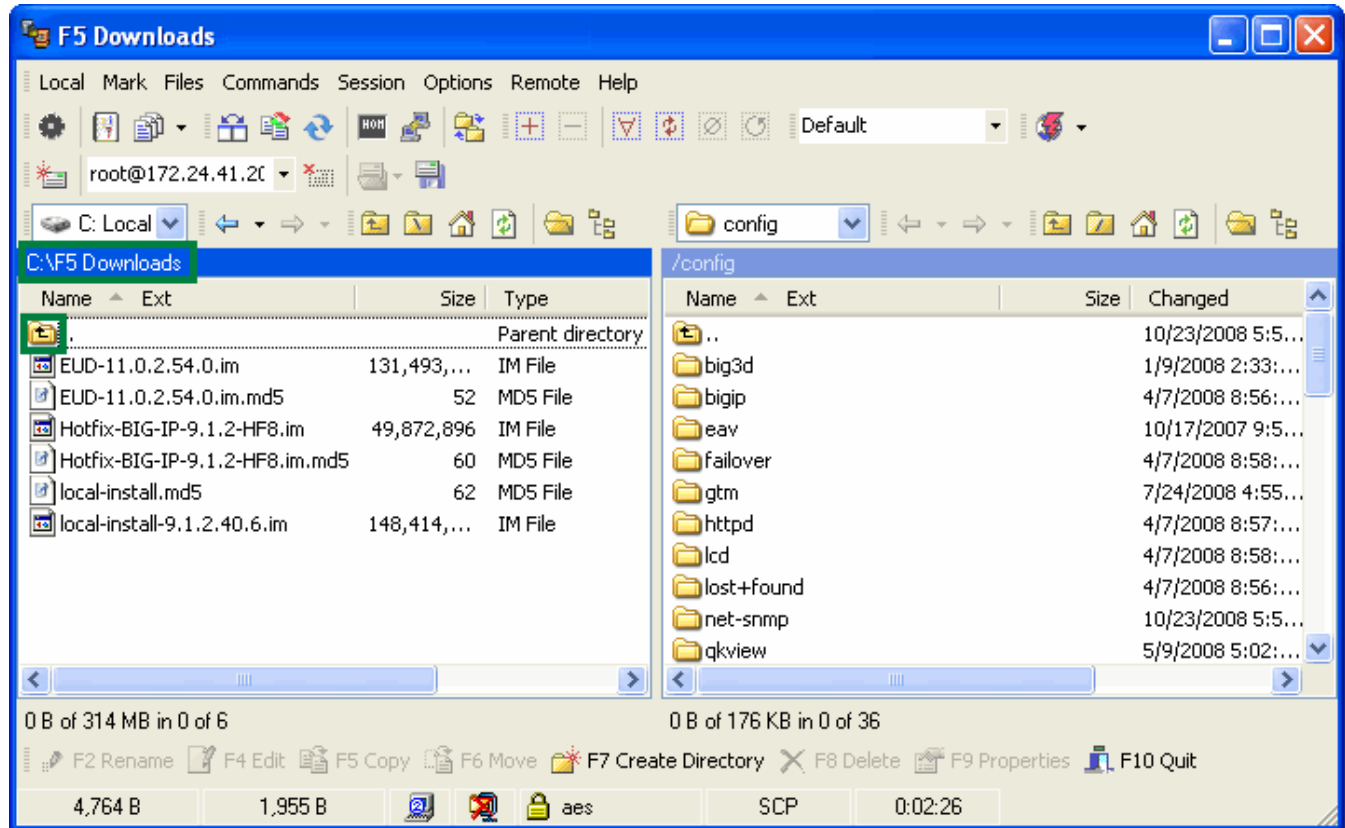 F5 Downloads
Local Mark Files Commands Session Options Remote Help
Default
root@172.24.41.20
C: Local config
C:\F5 Downloads /config
Name Ext Size Type Name Ext Size Changed
. Parent directory .. 10/23/2008 5:5...
EUD-11.0.2.54.0.im 131,493,... IM File big3d 1/9/2008 2:33:...
EUD-11.0.2.54.0.im.md5 52 MD5 File bigip 4/7/2008 8:56:...
Hotfix-BIG-IP-9.1.2-HF8.im 49,872,896 IM File eav 10/17/2007 9:5...
Hotfix-BIG-IP-9.1.2-HF8.im.md5 60 MD5 File failover 4/7/2008 8:58:...
local-install.md5 62 MD5 File gtm 7/24/2008 4:55...
local-install-9.1.2.40.6.im 148,414,... IM File httpd 4/7/2008 8:57:...
lcd 4/7/2008 8:58:...
lost+found 4/7/2008 8:56:...
net-snmp 10/23/2008 5:5...
qkview 5/9/2008 5:02:...
0 B of 314 MB in 0 of 6 0 B of 176 KB in 0 of 36
F2 Rename F4 Edit F5 Copy F6 Move F7 Create Directory F8 Delete F9 Properties F10 Quit
4,764 B 1,955 B aes SCP 0:02:26